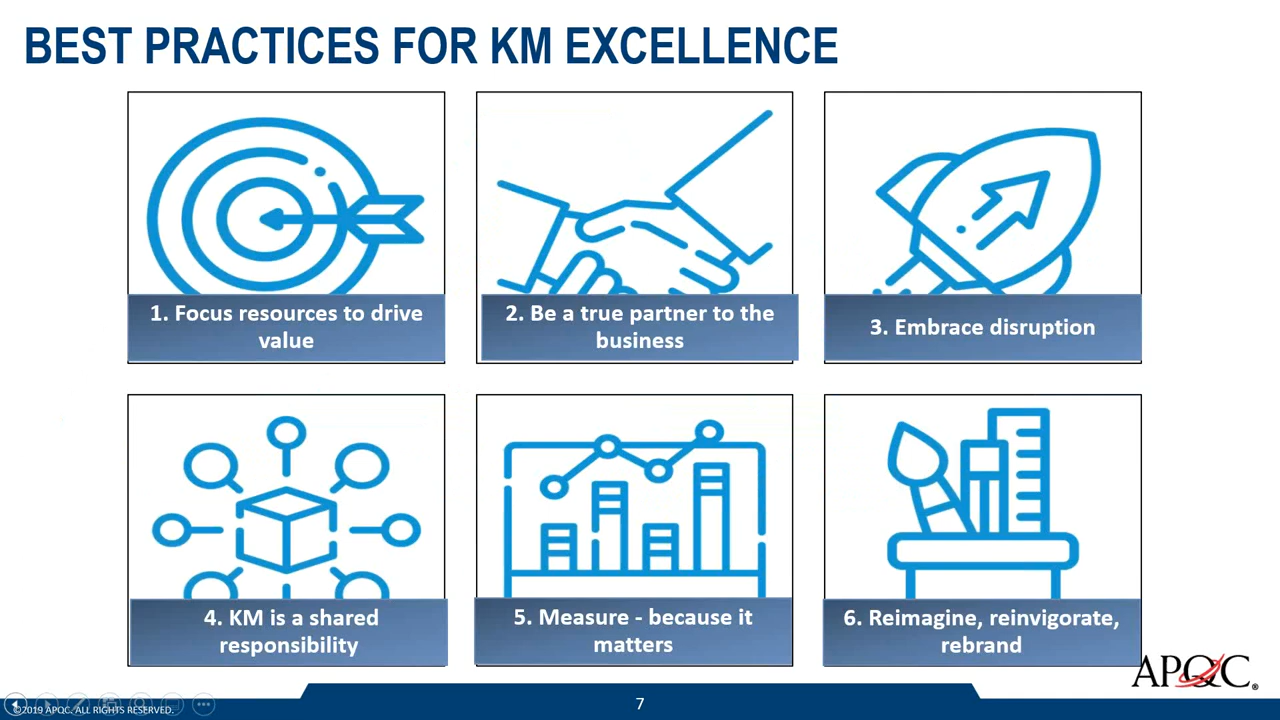 BEST PRACTICES FOR KM EXCELLENCE
1. Focus resources to drive
value
2. Be a true partner to the
business
3. Embrace disruption
4. KM is a shared
responsibility
5. Measure - because it
matters
6. Reimagine, reinvigorate,
rebrand
APQC®
7
©2019 APQC. ALL RIGHTS RESERVED.